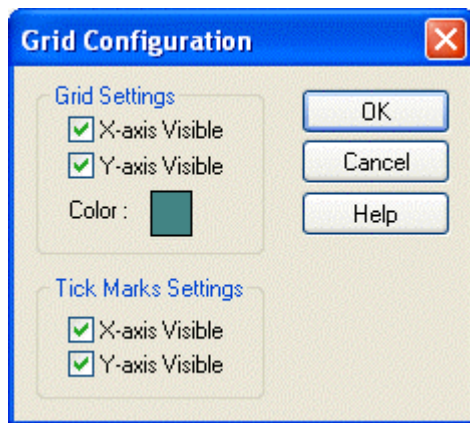 Grid Configuration
Grid Settings
X-axis Visible
Y-axis Visible
Color :
OK
Cancel
Help
Tick Marks Settings
X-axis Visible
Y-axis Visible